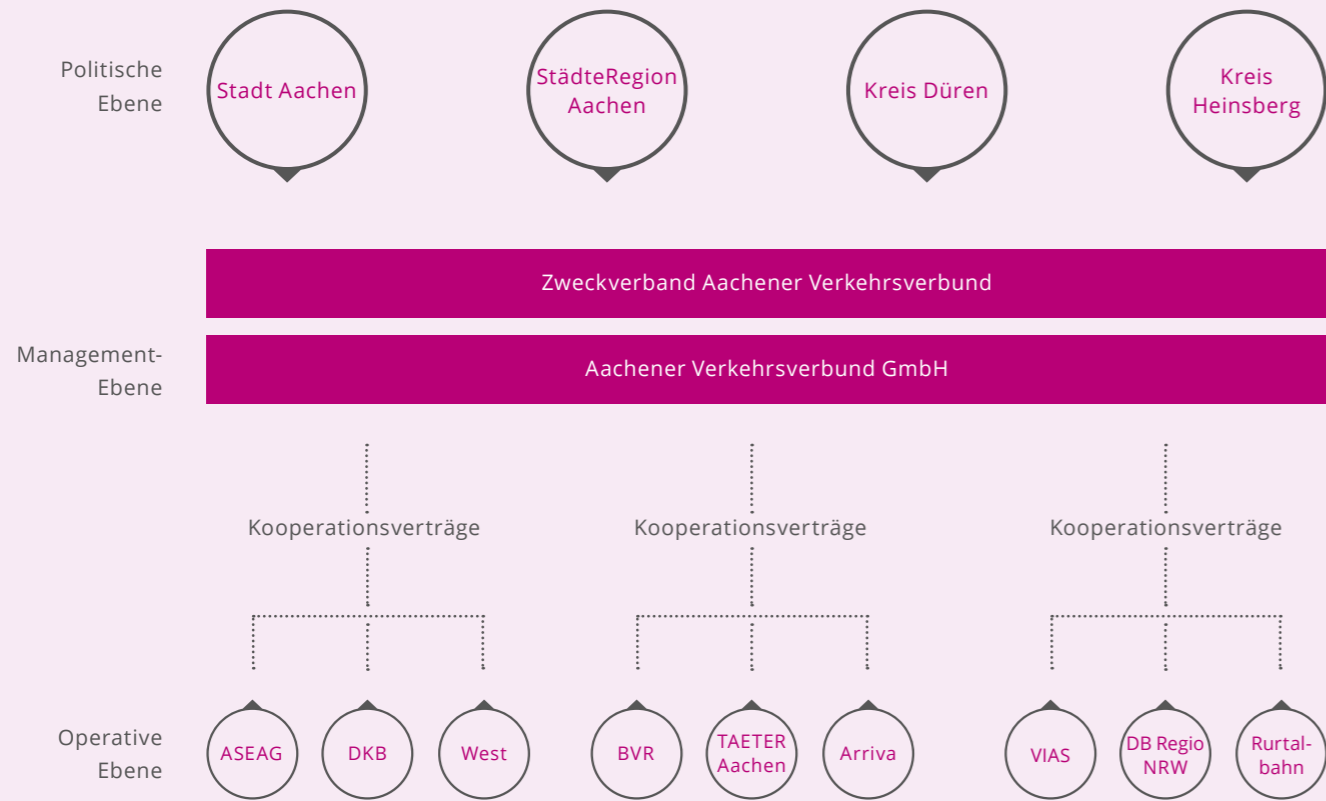 Politische
Ebene
Stadt Aachen
StädteRegion
Aachen
Kreis Düren
Kreis
Heinsberg
Zweckverband Aachener Verkehrsverbund
Management-
Ebene
Aachener Verkehrsverbund GmbH
Kooperationsverträge
Kooperationsverträge
Kooperationsverträge
Operative
Ebene
ASEAG
DKB
West
BVR
TAETER
Aachen
Arriva
VIAS
DB Regio
NRW
Rurtal-
bahn